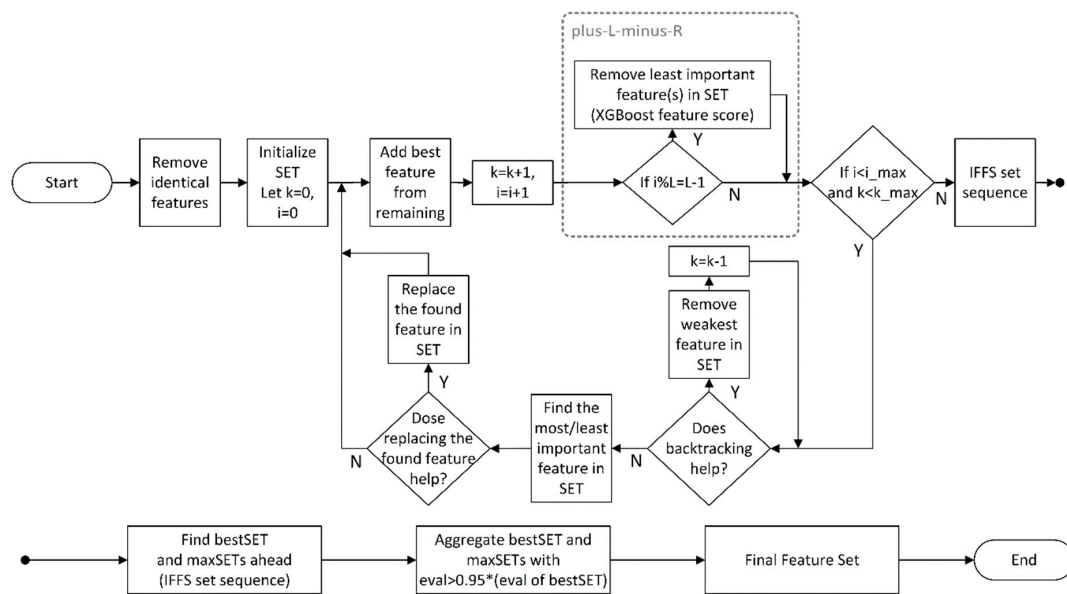 plus-L-minus-R
Remove least important
feature(s) in SET
(XGBoost feature score)
Y
Start
Remove
identical
features
Initialize
SET
Let k=0,
i=0
Add best
feature
from
remaining
k=k+1,
i=i+1
If i%L=L-1
N
If i<i_max
and k<k_max
N
IFFS set
sequence
Y
k=k-1
Remove
weakest
feature in
SET
Y
Does
backtracking
help?
N
Find the
most/least
important
feature in
SET
Replace
the found
feature in
SET
Y
Dose
replacing the
found feature
help?
N
Find bestSET
and maxSETs ahead
(IFFS set sequence)
Aggregate bestSET and
maxSETs with
eval>0.95*(eval of bestSET)
Final Feature Set
End